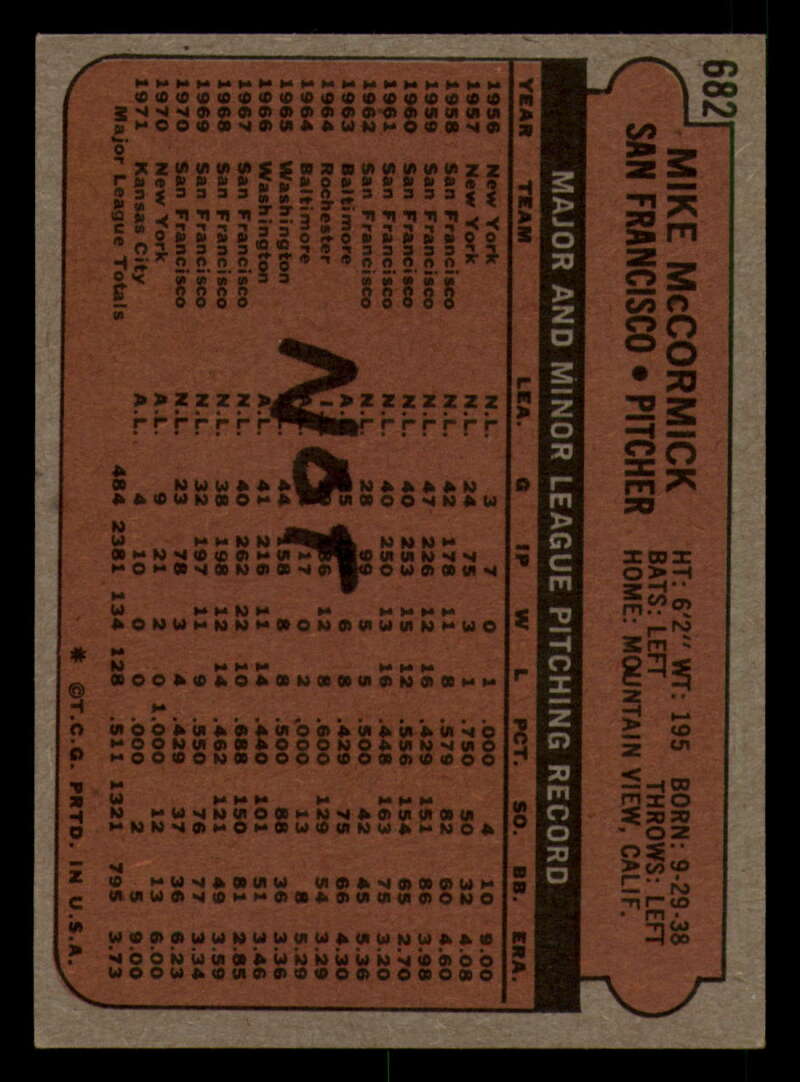 682
MIKE McCORMICK
SAN FRANCISCO • PITCHER
HT: 6'2" WT: 195 BORN: 9-29-38
BATS: LEFT THROWS: LEFT
HOME: MOUNTAIN VIEW, CALIF.
MAJOR AND MINOR LEAGUE PITCHING RECORD
YEAR TEAM LEA. G IP W L PCT. SO. BB. ERA.
1956 New York N.L. 3 7 0 1 .000 4 10 9.00
1957 New York N.L. 24 75 3 1 .750 50 32 4.08
1958 San Francisco N.L. 42 178 11 8 .579 82 60 4.60
1959 San Francisco N.L. 47 226 12 16 .429 151 86 3.98
1960 San Francisco N.L. 40 253 15 12 .556 154 65 2.70
1961 San Francisco N.L. 40 250 13 16 .448 163 75 3.20
1962 San Francisco N.L. 28 99 5 5 .500 42 45 5.36
1963 Baltimore 6 8 .429 75 66 4.30
1964 Rochester 12 8 .600 129 54 3.29
1964 Baltimore 17 0 2 .000 13 8 5.29
1965 Washington 44 158 8 8 .500 88 36 3.36
1966 Washington A.L. 41 216 11 14 .440 101 51 3.46
1967 San Francisco N.L. 40 262 22 10 .688 150 81 2.85
1968 San Francisco N.L. 38 198 12 14 .462 121 49 3.59
1969 San Francisco N.L. 32 197 11 9 .550 76 77 3.34
1970 San Francisco N.L. 23 78 3 4 .429 37 36 6.23
1970 New York A.L. 9 21 2 0 1.000 12 13 6.00
1971 Kansas City A.L. 4 10 0 0 .000 2 5 9.00
Major League Totals 484 2381 134 128 .511 1321 795 3.73
* ©T.C.G. PRTD. IN U.S.A.
NOT